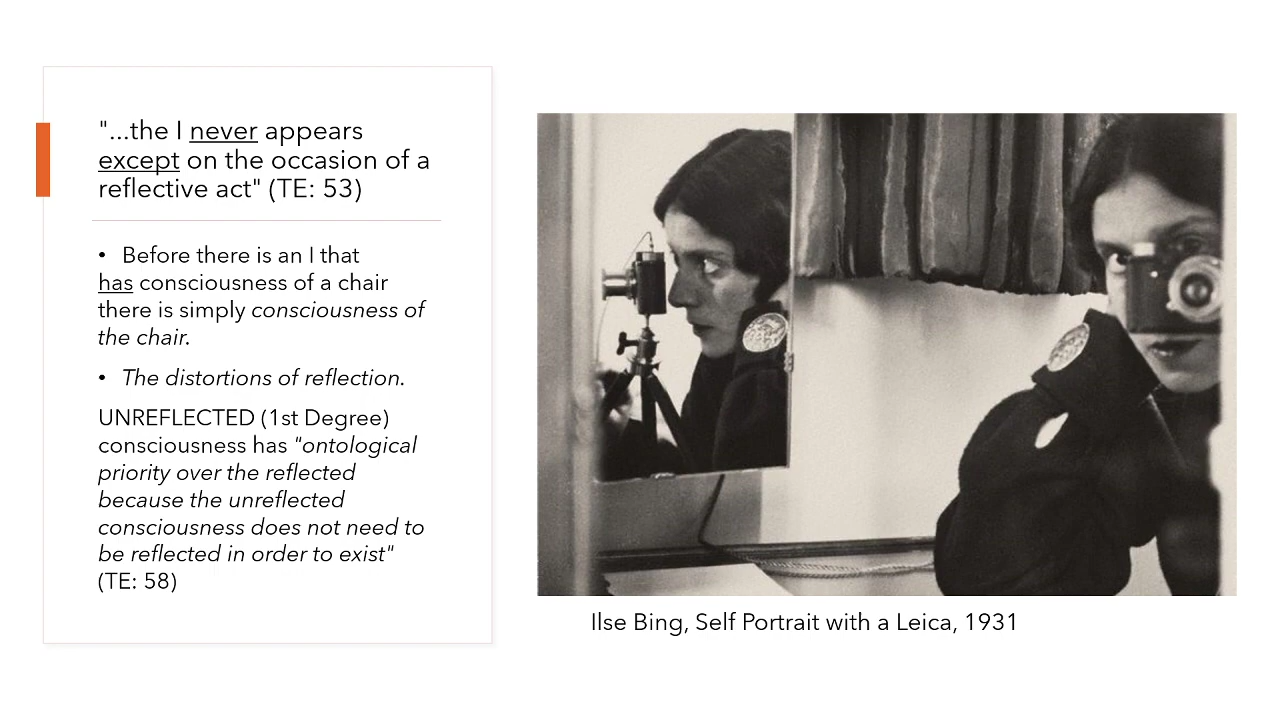 "...the I never appears
except on the occasion of a
reflective act" (TE: 53)
• Before there is an I that
has consciousness of a chair
there is simply consciousness of
the chair.
• The distortions of reflection.
UNREFLECTED (1st Degree)
consciousness has "ontological
priority over the reflected
because the unreflected
consciousness does not need to
be reflected in order to exist"
(TE: 58)
Ilse Bing, Self Portrait with a Leica, 1931